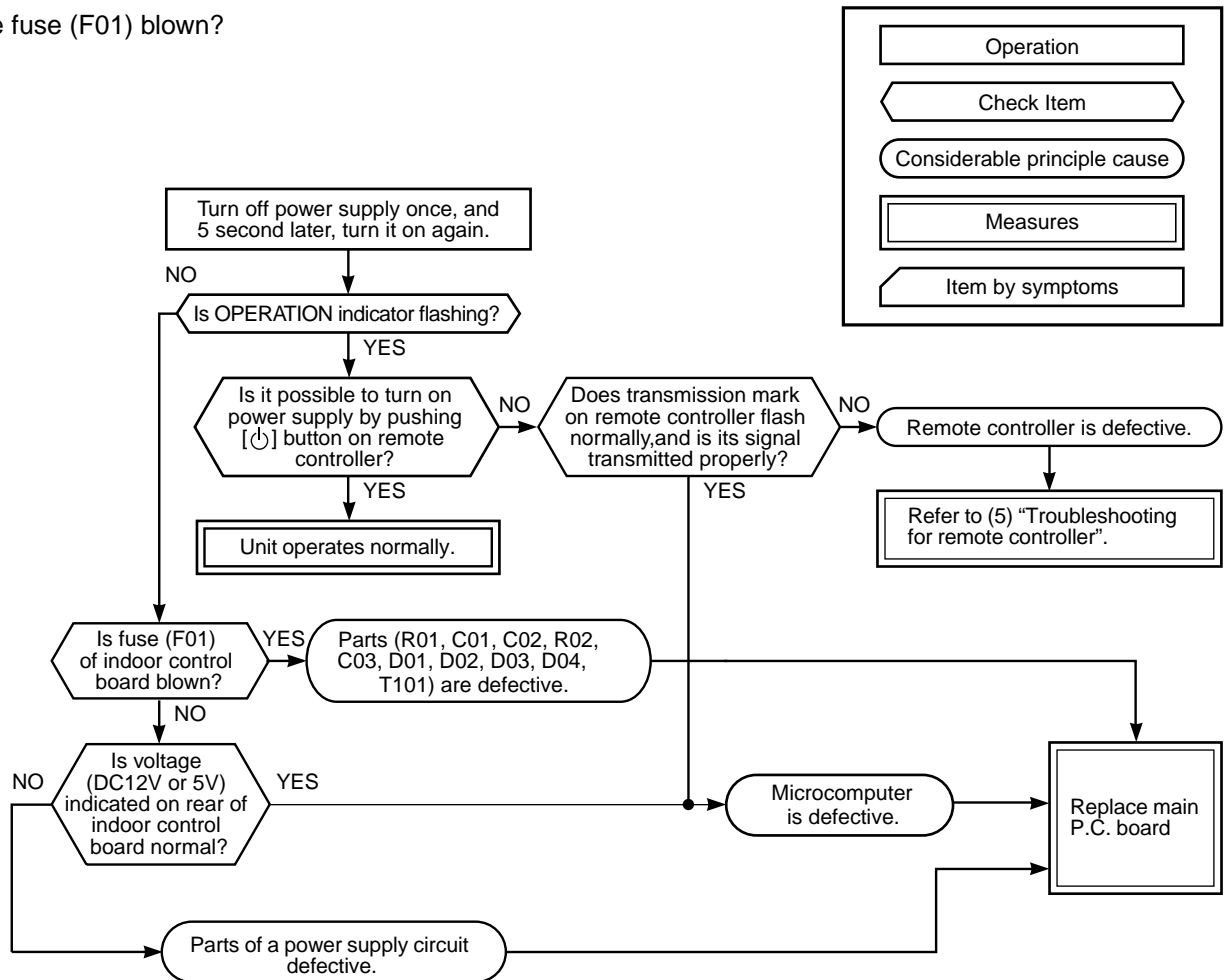 fuse (F01) blown?
Operation
Check Item
Considerable principle cause
Measures
Item by symptoms
Turn off power supply once, and
5 second later, turn it on again.
NO
Is OPERATION indicator flashing?
YES
Is it possible to turn on
power supply by pushing
[⏻] button on remote
controller?
NO
Does transmission mark
on remote controller flash
normally,and is its signal
transmitted properly?
NO
Remote controller is defective.
YES
YES
Unit operates normally.
Refer to (5) “Troubleshooting
for remote controller”.
Is fuse (F01)
of indoor control
board blown?
YES
Parts (R01, C01, C02, R02,
C03, D01, D02, D03, D04,
T101) are defective.
NO
Is voltage
(DC12V or 5V)
indicated on rear of
indoor control
board normal?
NO
YES
Microcomputer
is defective.
Replace main
P.C. board
Parts of a power supply circuit
defective.